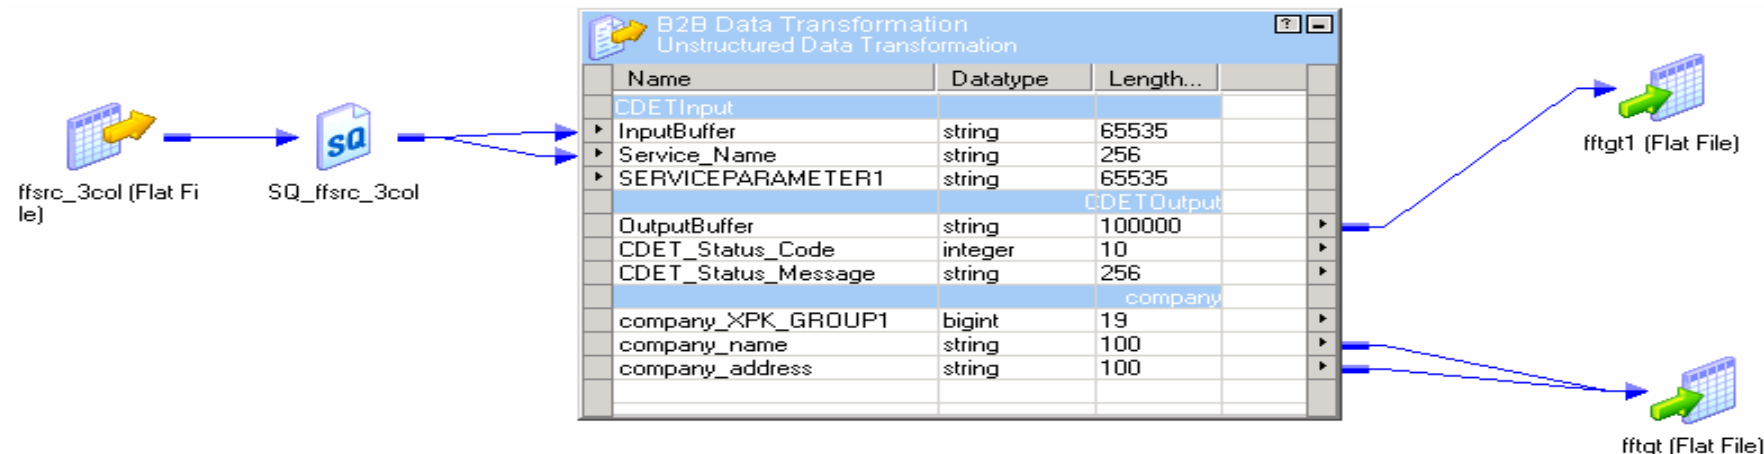 B2B Data Transformation
Unstructured Data Transformation
Name Datatype Length...
CDETInput
InputBuffer string 65535
Service_Name string 256
SERVICEPARAMETER1 string 65535
CDETOutput
OutputBuffer string 100000
CDET_Status_Code integer 10
CDET_Status_Message string 256
company
company_XPK_GROUP1 bigint 19
company_name string 100
company_address string 100
ffsrc_3col (Flat Fi
le)
SQ
SQ_ffsrc_3col
fftgt1 (Flat File)
fftgt (Flat File)